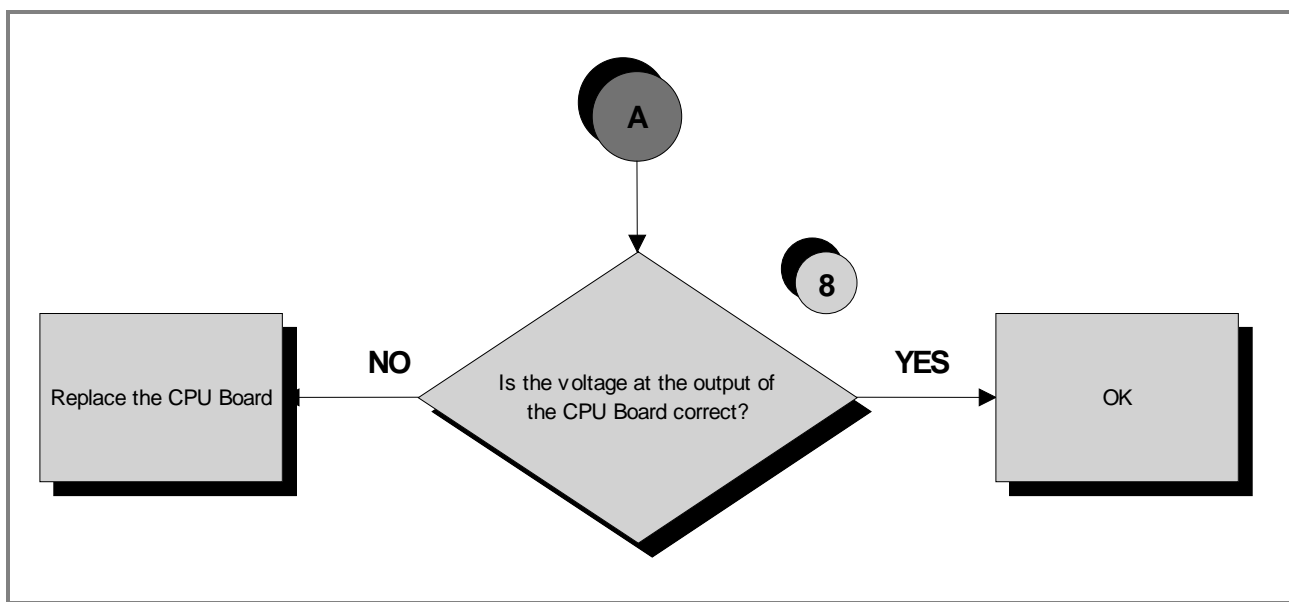 A
8
NO
YES
Replace the CPU Board
Is the voltage at the output of
the CPU Board correct?
OK